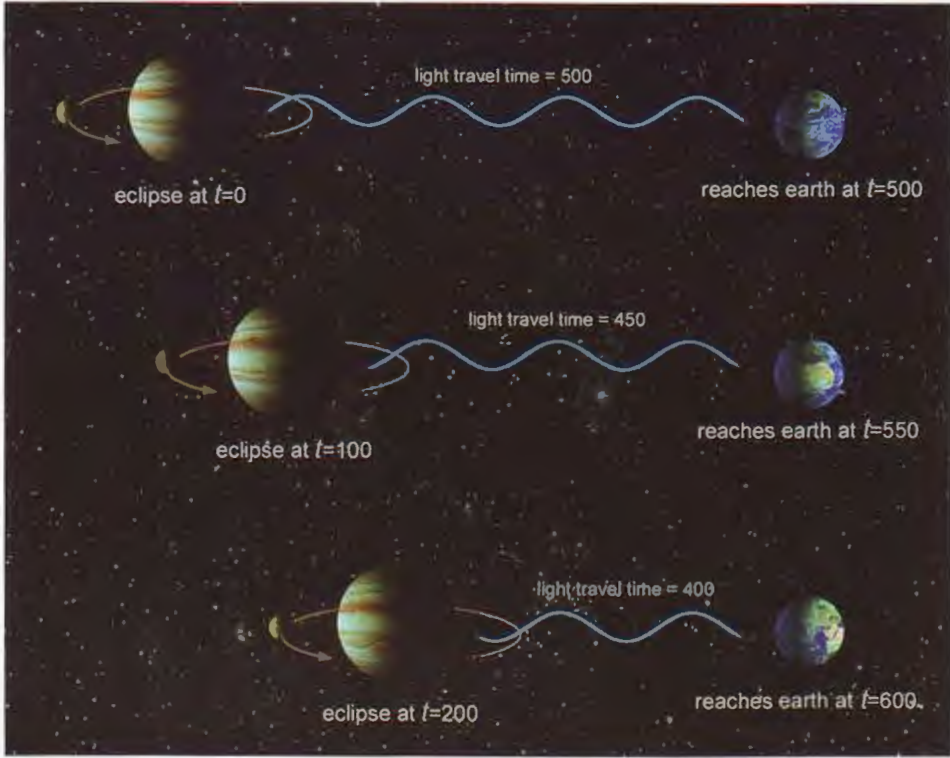 light travel time = 500
eclipse at t=0
reaches earth at t=500
light travel time = 450
eclipse at t=100
reaches earth at t=550
light travel time = 400
eclipse at t=200
reaches earth at t=600